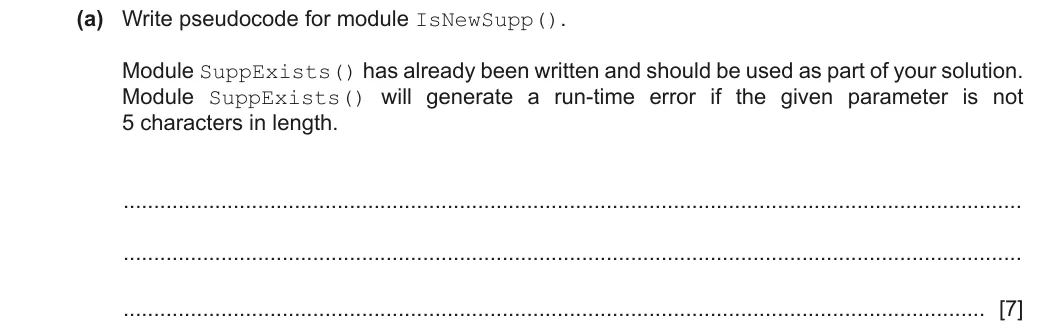 (a) Write pseudocode for module IsNewSupp().
Module SuppExists() has already been written and should be used as part of your solution.
Module SuppExists() will generate a run-time error if the given parameter is not
5 characters in length.
...................................................................................................................................................
...................................................................................................................................................
............................................................................................................................................. [7]